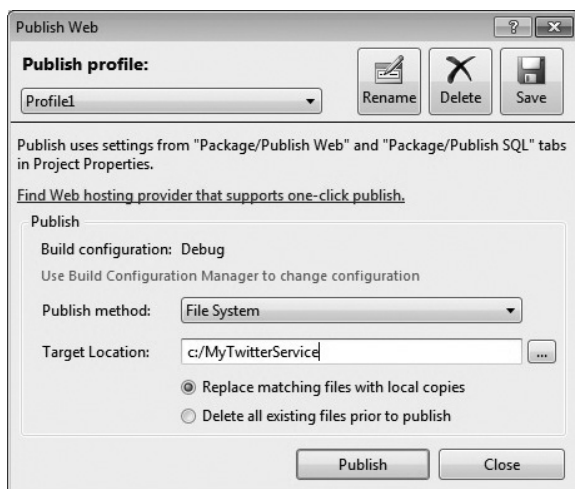 Publish Web
Publish profile:
Profile1
Rename
Delete
Save
Publish uses settings from "Package/Publish Web" and "Package/Publish SQL" tabs
in Project Properties.
Find Web hosting provider that supports one-click publish.
Publish
Build configuration: Debug
Use Build Configuration Manager to change configuration
Publish method: File System
Target Location: c:/MyTwitterService
...
Replace matching files with local copies
Delete all existing files prior to publish
Publish
Close